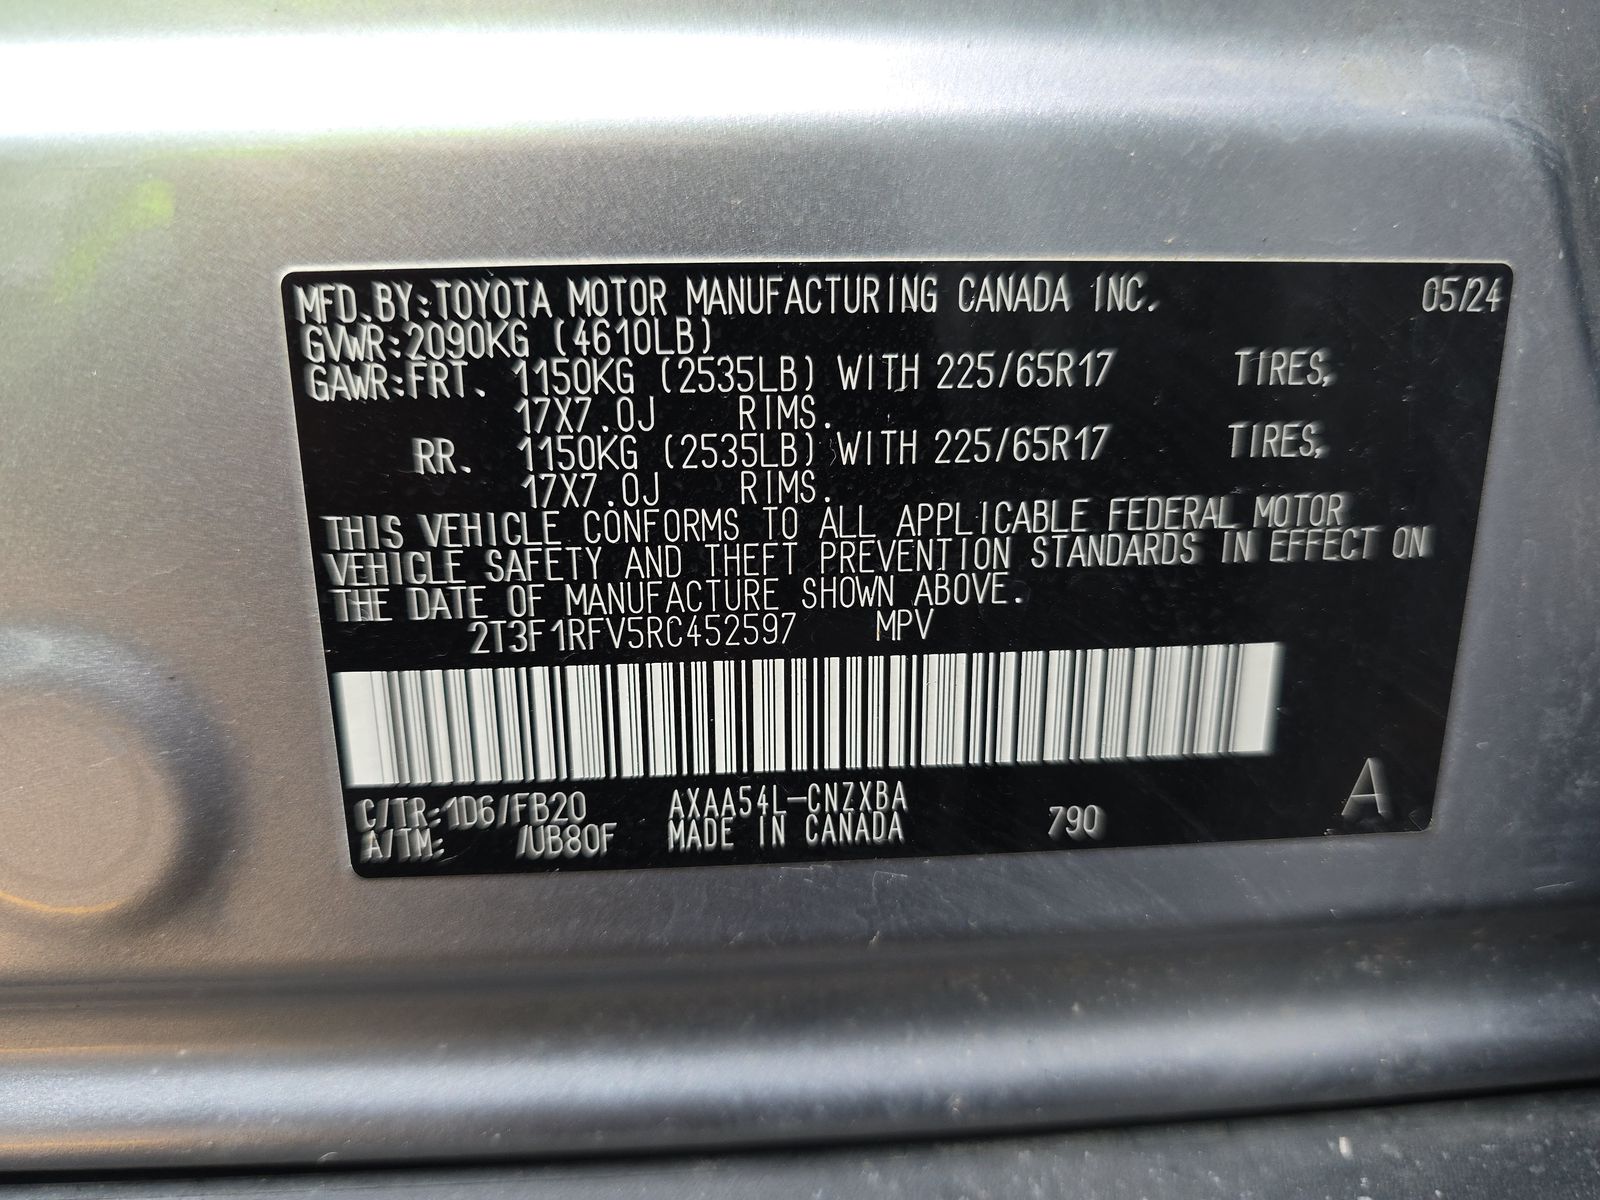 MFD.BY:TOYOTA MOTOR MANUFACTURING CANADA INC. 05/24
GVWR:2090KG (4610LB)
GAWR:FRT. 1150KG (2535LB) WITH 225/65R17 TIRES,
17X7.0J RIMS.
RR. 1150KG (2535LB) WITH 225/65R17 TIRES,
17X7.0J RIMS.
THIS VEHICLE CONFORMS TO ALL APPLICABLE FEDERAL MOTOR
VEHICLE SAFETY AND THEFT PREVENTION STANDARDS IN EFFECT ON
THE DATE OF MANUFACTURE SHOWN ABOVE.
2T3F1RFV5RC452597 MPV
C/TR:1D6/FB20 AXAA54L-CNZXBA 790 A
A/TM: /UB80F MADE IN CANADA